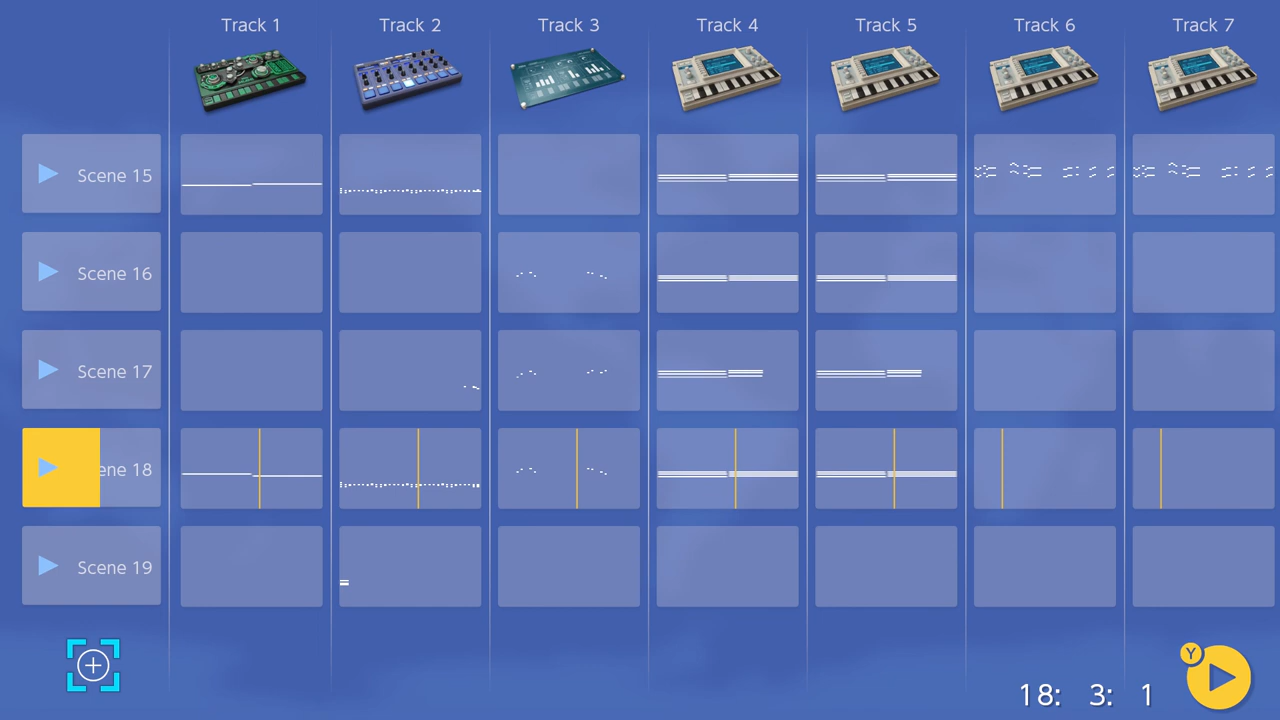 Track 1 Track 2 Track 3 Track 4 Track 5 Track 6 Track 7
Scene 15
Scene 16
Scene 17
ene 18
Scene 19
Y
18: 3: 1